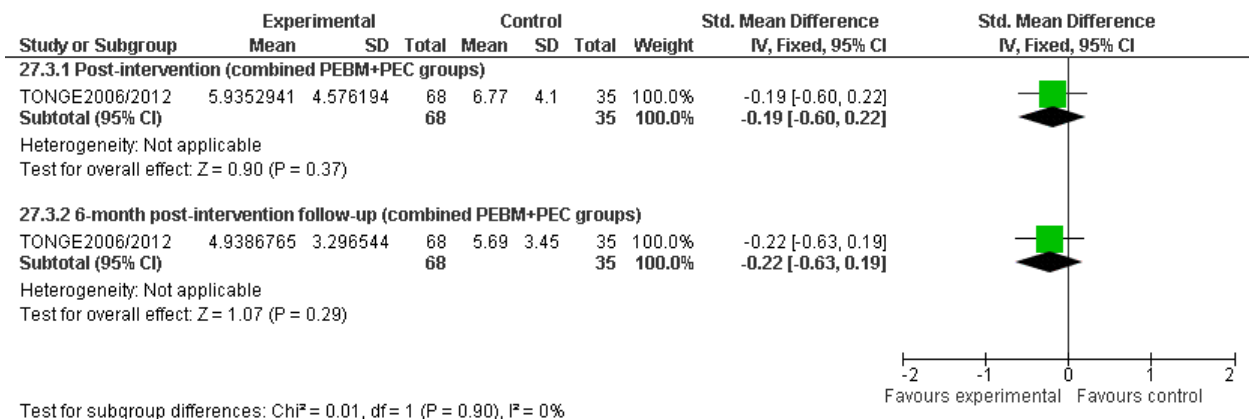 Experimental Control Std. Mean Difference Std. Mean Difference
Study or Subgroup Mean SD Total Mean SD Total Weight IV, Fixed, 95% CI IV, Fixed, 95% CI
27.3.1 Post-intervention (combined PEBM+PEC groups)
TONGE2006/2012 5.9352941 4.576194 68 6.77 4.1 35 100.0% -0.19 [-0.60, 0.22]
Subtotal (95% CI) 68 35 100.0% -0.19 [-0.60, 0.22]
Heterogeneity: Not applicable
Test for overall effect: Z = 0.90 (P = 0.37)
27.3.2 6-month post-intervention follow-up (combined PEBM+PEC groups)
TONGE2006/2012 4.9386765 3.296544 68 5.69 3.45 35 100.0% -0.22 [-0.63, 0.19]
Subtotal (95% CI) 68 35 100.0% -0.22 [-0.63, 0.19]
Heterogeneity: Not applicable
Test for overall effect: Z = 1.07 (P = 0.29)
-2 -1 0 1 2
Favours experimental Favours control
Test for subgroup differences: Chi² = 0.01, df = 1 (P = 0.90), I² = 0%